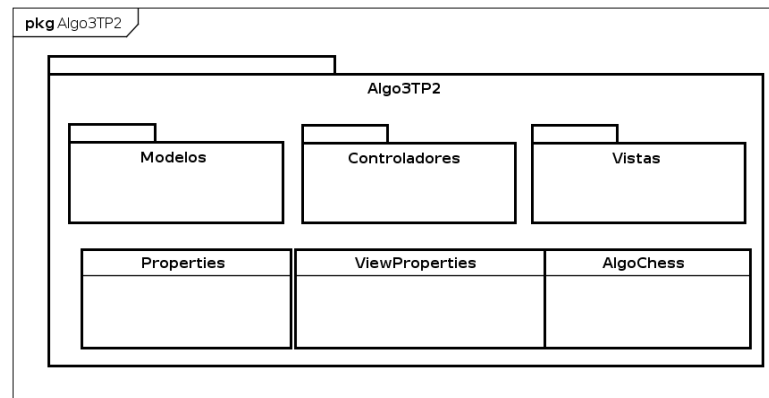 pkg Algo3TP2
Algo3TP2
Modelos
Controladores
Vistas
Properties
ViewProperties
AlgoChess